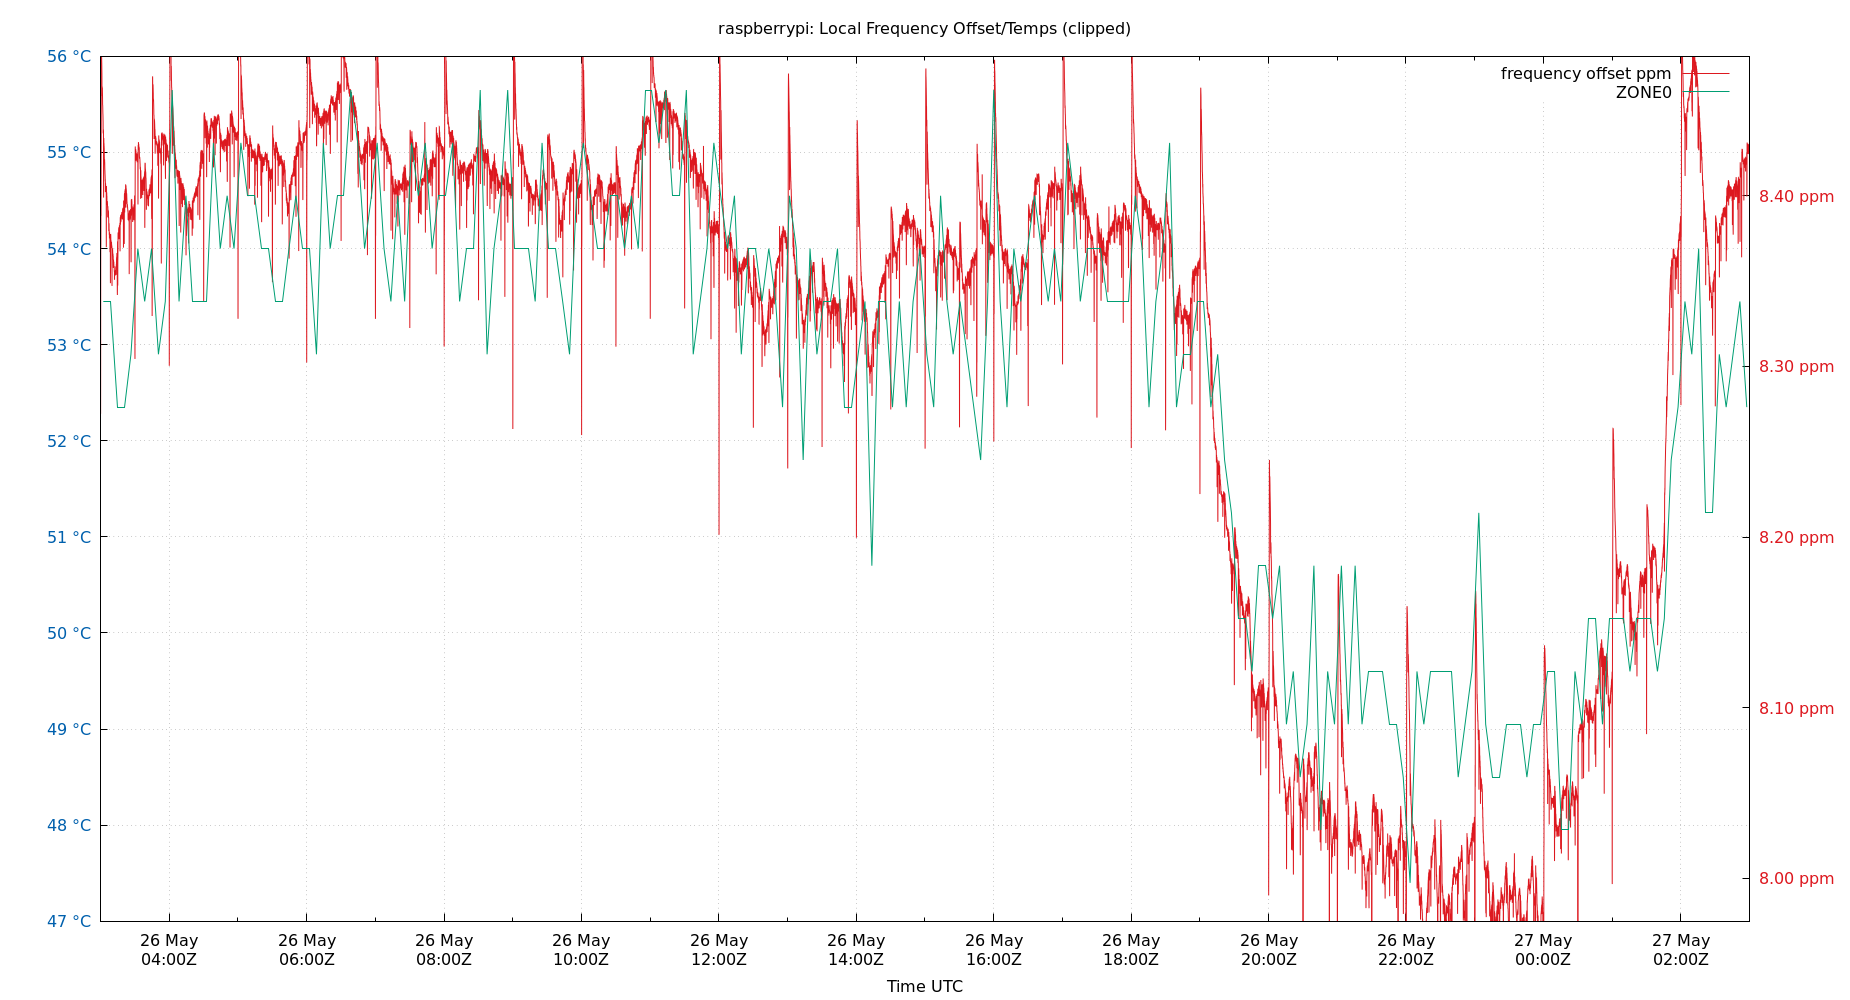 raspberrypi: Local Frequency Offset/Temps (clipped)
56 °C
55 °C
54 °C
53 °C
52 °C
51 °C
50 °C
49 °C
48 °C
47 °C
frequency offset ppm
ZONE0
8.40 ppm
8.30 ppm
8.20 ppm
8.10 ppm
8.00 ppm
26 May 26 May 26 May 26 May 26 May 26 May 26 May 26 May 26 May 26 May 27 May 27 May
04:00Z 06:00Z 08:00Z 10:00Z 12:00Z 14:00Z 16:00Z 18:00Z 20:00Z 22:00Z 00:00Z 02:00Z
Time UTC